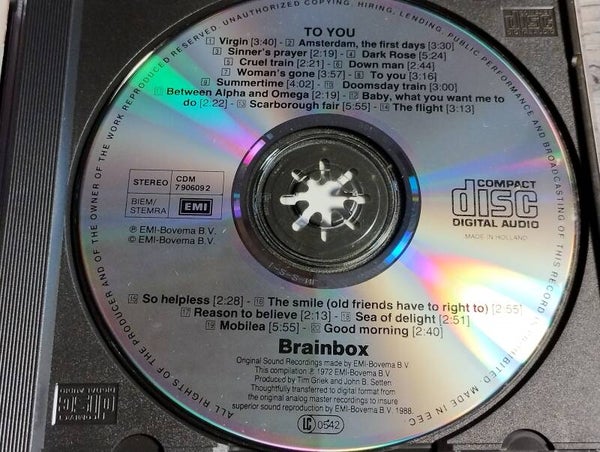 TO YOU
1 Virgin [3:40] - 2 Amsterdam, the first days [3:30]
3 Sinner's prayer [2:19] - 4 Dark Rose [5:24]
5 Cruel train [2:21] - 6 Down man [2:44]
7 Woman's gone [3:57] - 8 To you [3:16]
9 Summertime [4:02] - 10 Doomsday train [3:00]
11 Between Alpha and Omega [2:19] - 12 Baby, what you want me to
do [2.22] - 13 Scarborough fair [5:55] - 14 The flight [3:13]
STEREO
CDM
7 90609 2
BIEM/
STEMRA
EMI
℗ EMI-Bovema B.V.
© EMI-Bovema B.V.
COMPACT
disc
DIGITAL AUDIO
MADE IN HOLLAND
15 So helpless [2:28] - 16 The smile (old friends have to right to) [2:55]
17 Reason to believe [2:13] - 18 Sea of delight [2:51]
19 Mobilea [5:55] - 20 Good morning [2:40]
Brainbox
Original Sound Recordings made by EMI-Bovema B.V.
This compilation ℗ 1972 EMI-Bovema B.V.
Produced by Tim Griek and John B. Setten
Thoughtfully transferred to digital format from
the original analog master recordings to insure
superior sound reproduction by EMI-Bovema B.V. 1988.
LC 0542
ALL RIGHTS OF THE PRODUCER AND OF THE OWNER OF THE WORK REPRODUCED RESERVED. UNAUTHORIZED COPYING, HIRING, LENDING, PUBLIC PERFORMANCE AND BROADCASTING OF THIS RECORD PROHIBITED. MADE IN EEC
disc
disc